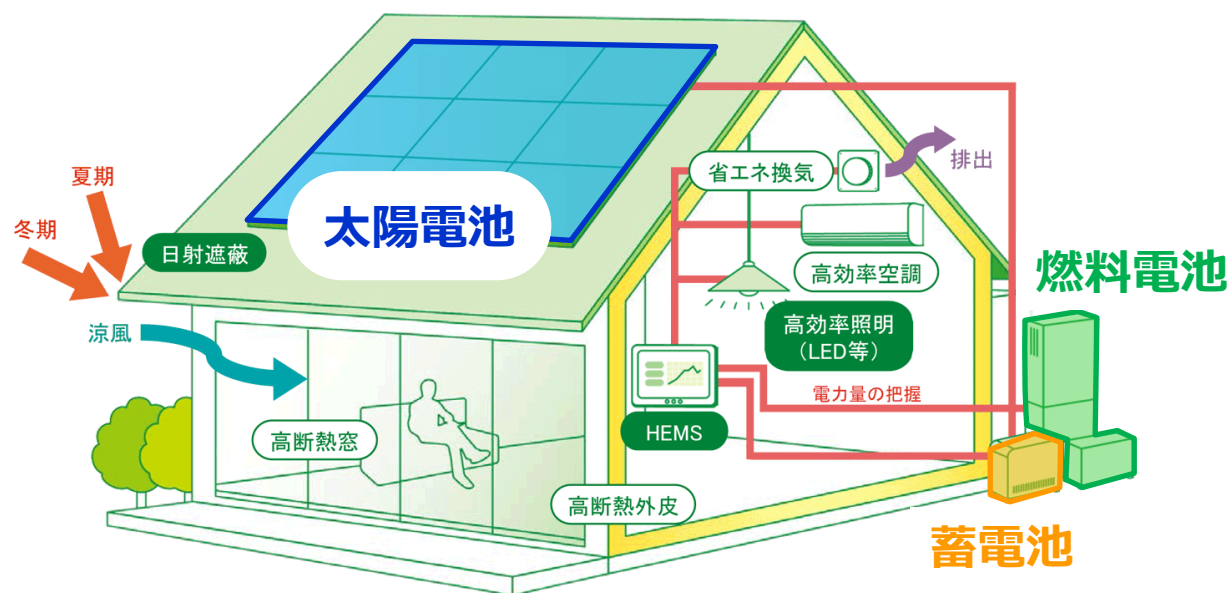 夏期
冬期
日射遮蔽
太陽電池
涼風
高断熱窓
省エネ換気
排出
高効率空調
高効率照明
（LED等）
電力量の把握
HEMS
高断熱外皮
燃料電池
蓄電池